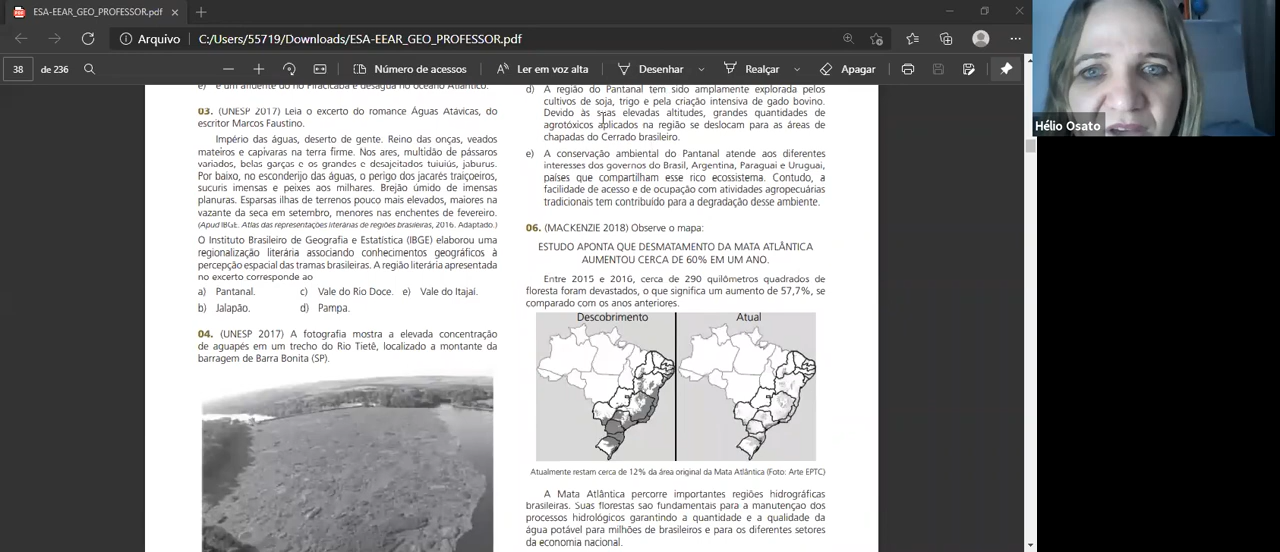 ESA-EEAR_GEO_PROFESSOR.pdf
Arquivo
C:/Users/55719/Downloads/ESA-EEAR_GEO_PROFESSOR.pdf
38
de 236
Número de acessos
Ler em voz alta
Desenhar
Realçar
Apagar
Hélio Osato
e) é um afluente do rio Piracicaba e deságua no oceano Atlântico.
03. (UNESP 2017) Leia o excerto do romance Águas Atávicas, do
escritor Marcos Faustino.
Império das águas, deserto de gente. Reino das onças, veados
mateiros e capivaras na terra firme. Nos ares, multidão de pássaros
variados, belas garças e os grandes e desajeitados tuiuiús, jaburus.
Por baixo, no esconderijo das águas, o perigo dos jacarés traiçoeiros,
sucuris imensas e peixes aos milhares. Brejão úmido de imensas
planuras. Esparsas ilhas de terrenos pouco mais elevados, maiores na
vazante da seca em setembro, menores nas enchentes de fevereiro.
(Apud IBGE. Atlas das representações literárias de regiões brasileiras, 2016. Adaptado.)
O Instituto Brasileiro de Geografia e Estatística (IBGE) elaborou uma
regionalização literária associando conhecimentos geográficos à
percepção espacial das tramas brasileiras. A região literária apresentada
no excerto corresponde ao
a) Pantanal. c) Vale do Rio Doce. e) Vale do Itajaí.
b) Jalapão. d) Pampa.
04. (UNESP 2017) A fotografia mostra a elevada concentração
de aguapés em um trecho do Rio Tietê, localizado a montante da
barragem de Barra Bonita (SP).
d) A região do Pantanal tem sido amplamente explorada pelos
cultivos de soja, trigo e pela criação intensiva de gado bovino.
Devido às suas elevadas altitudes, grandes quantidades de
agrotóxicos aplicados na região se deslocam para as áreas de
chapadas do Cerrado brasileiro.
e) A conservação ambiental do Pantanal atende aos diferentes
interesses dos governos do Brasil, Argentina, Paraguai e Uruguai,
países que compartilham esse rico ecossistema. Contudo, a
facilidade de acesso e de ocupação com atividades agropecuárias
tradicionais tem contribuído para a degradação desse ambiente.
06. (MACKENZIE 2018) Observe o mapa:
ESTUDO APONTA QUE DESMATAMENTO DA MATA ATLÂNTICA
AUMENTOU CERCA DE 60% EM UM ANO.
Entre 2015 e 2016, cerca de 290 quilômetros quadrados de
floresta foram devastados, o que significa um aumento de 57,7%, se
comparado com os anos anteriores.
Descobrimento
Atual
Atualmente restam cerca de 12% da área original da Mata Atlântica (Foto: Arte EPTC)
A Mata Atlântica percorre importantes regiões hidrográficas
brasileiras. Suas florestas são fundamentais para a manutenção dos
processos hidrológicos garantindo a quantidade e a qualidade da
água potável para milhões de brasileiros e para os diferentes setores
da economia nacional.